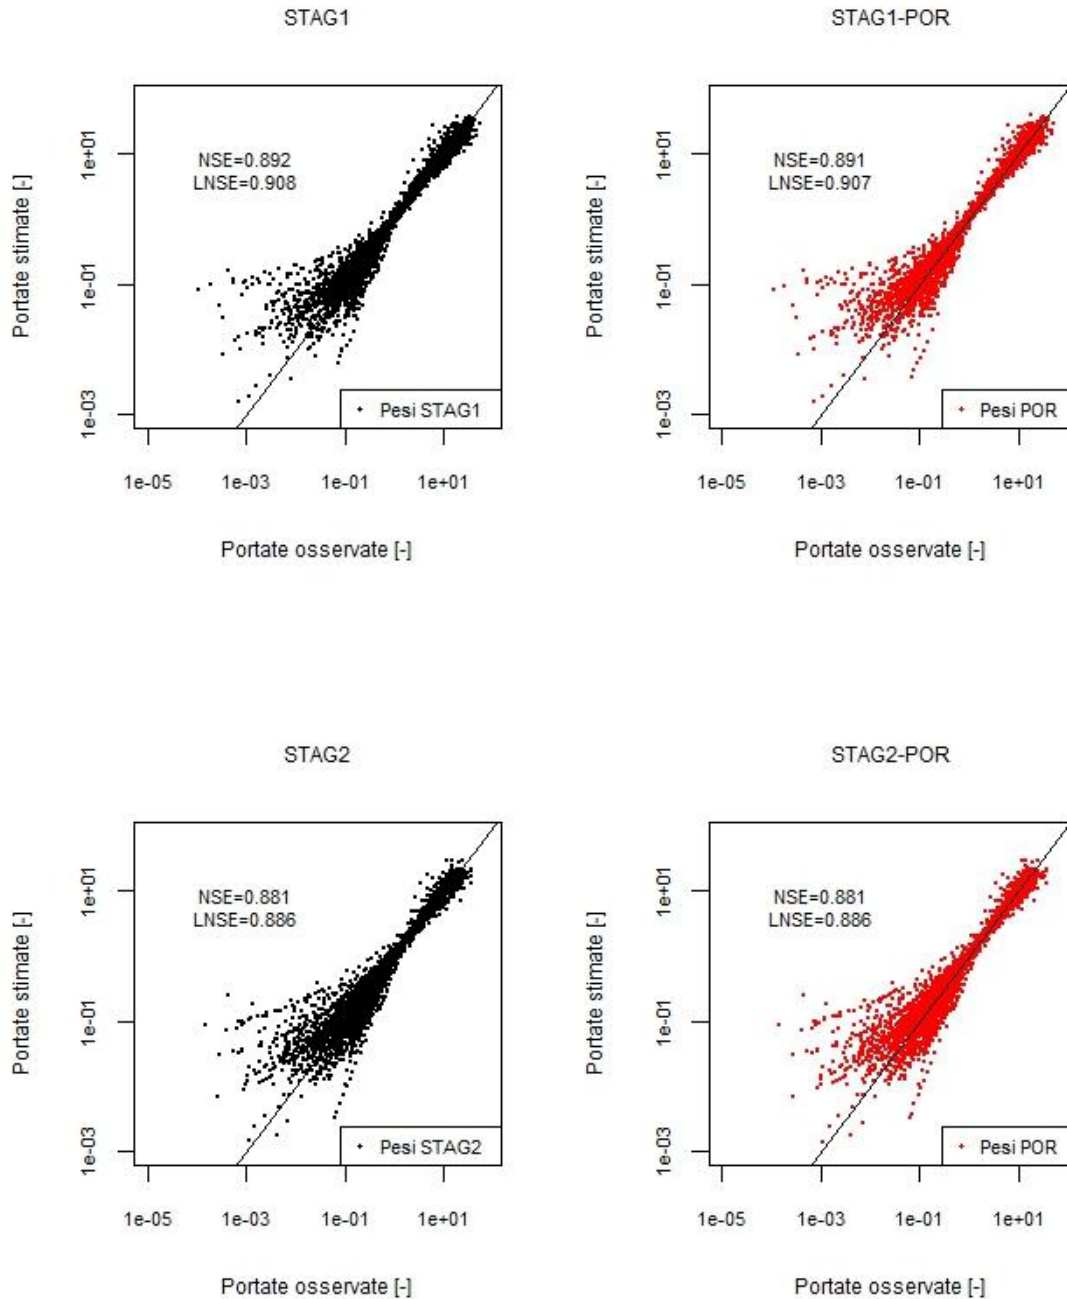 STAG1
Portate stimate [-]
1e+01
1e-01
1e-03
NSE=0.892
LNSE=0.908
Pesi STAG1
1e-05 1e-03 1e-01 1e+01
Portate osservate [-]
STAG1-POR
Portate stimate [-]
1e+01
1e-01
1e-03
NSE=0.891
LNSE=0.907
Pesi POR
1e-05 1e-03 1e-01 1e+01
Portate osservate [-]
STAG2
Portate stimate [-]
1e+01
1e-01
1e-03
NSE=0.881
LNSE=0.886
Pesi STAG2
1e-05 1e-03 1e-01 1e+01
Portate osservate [-]
STAG2-POR
Portate stimate [-]
1e+01
1e-01
1e-03
NSE=0.881
LNSE=0.886
Pesi POR
1e-05 1e-03 1e-01 1e+01
Portate osservate [-]